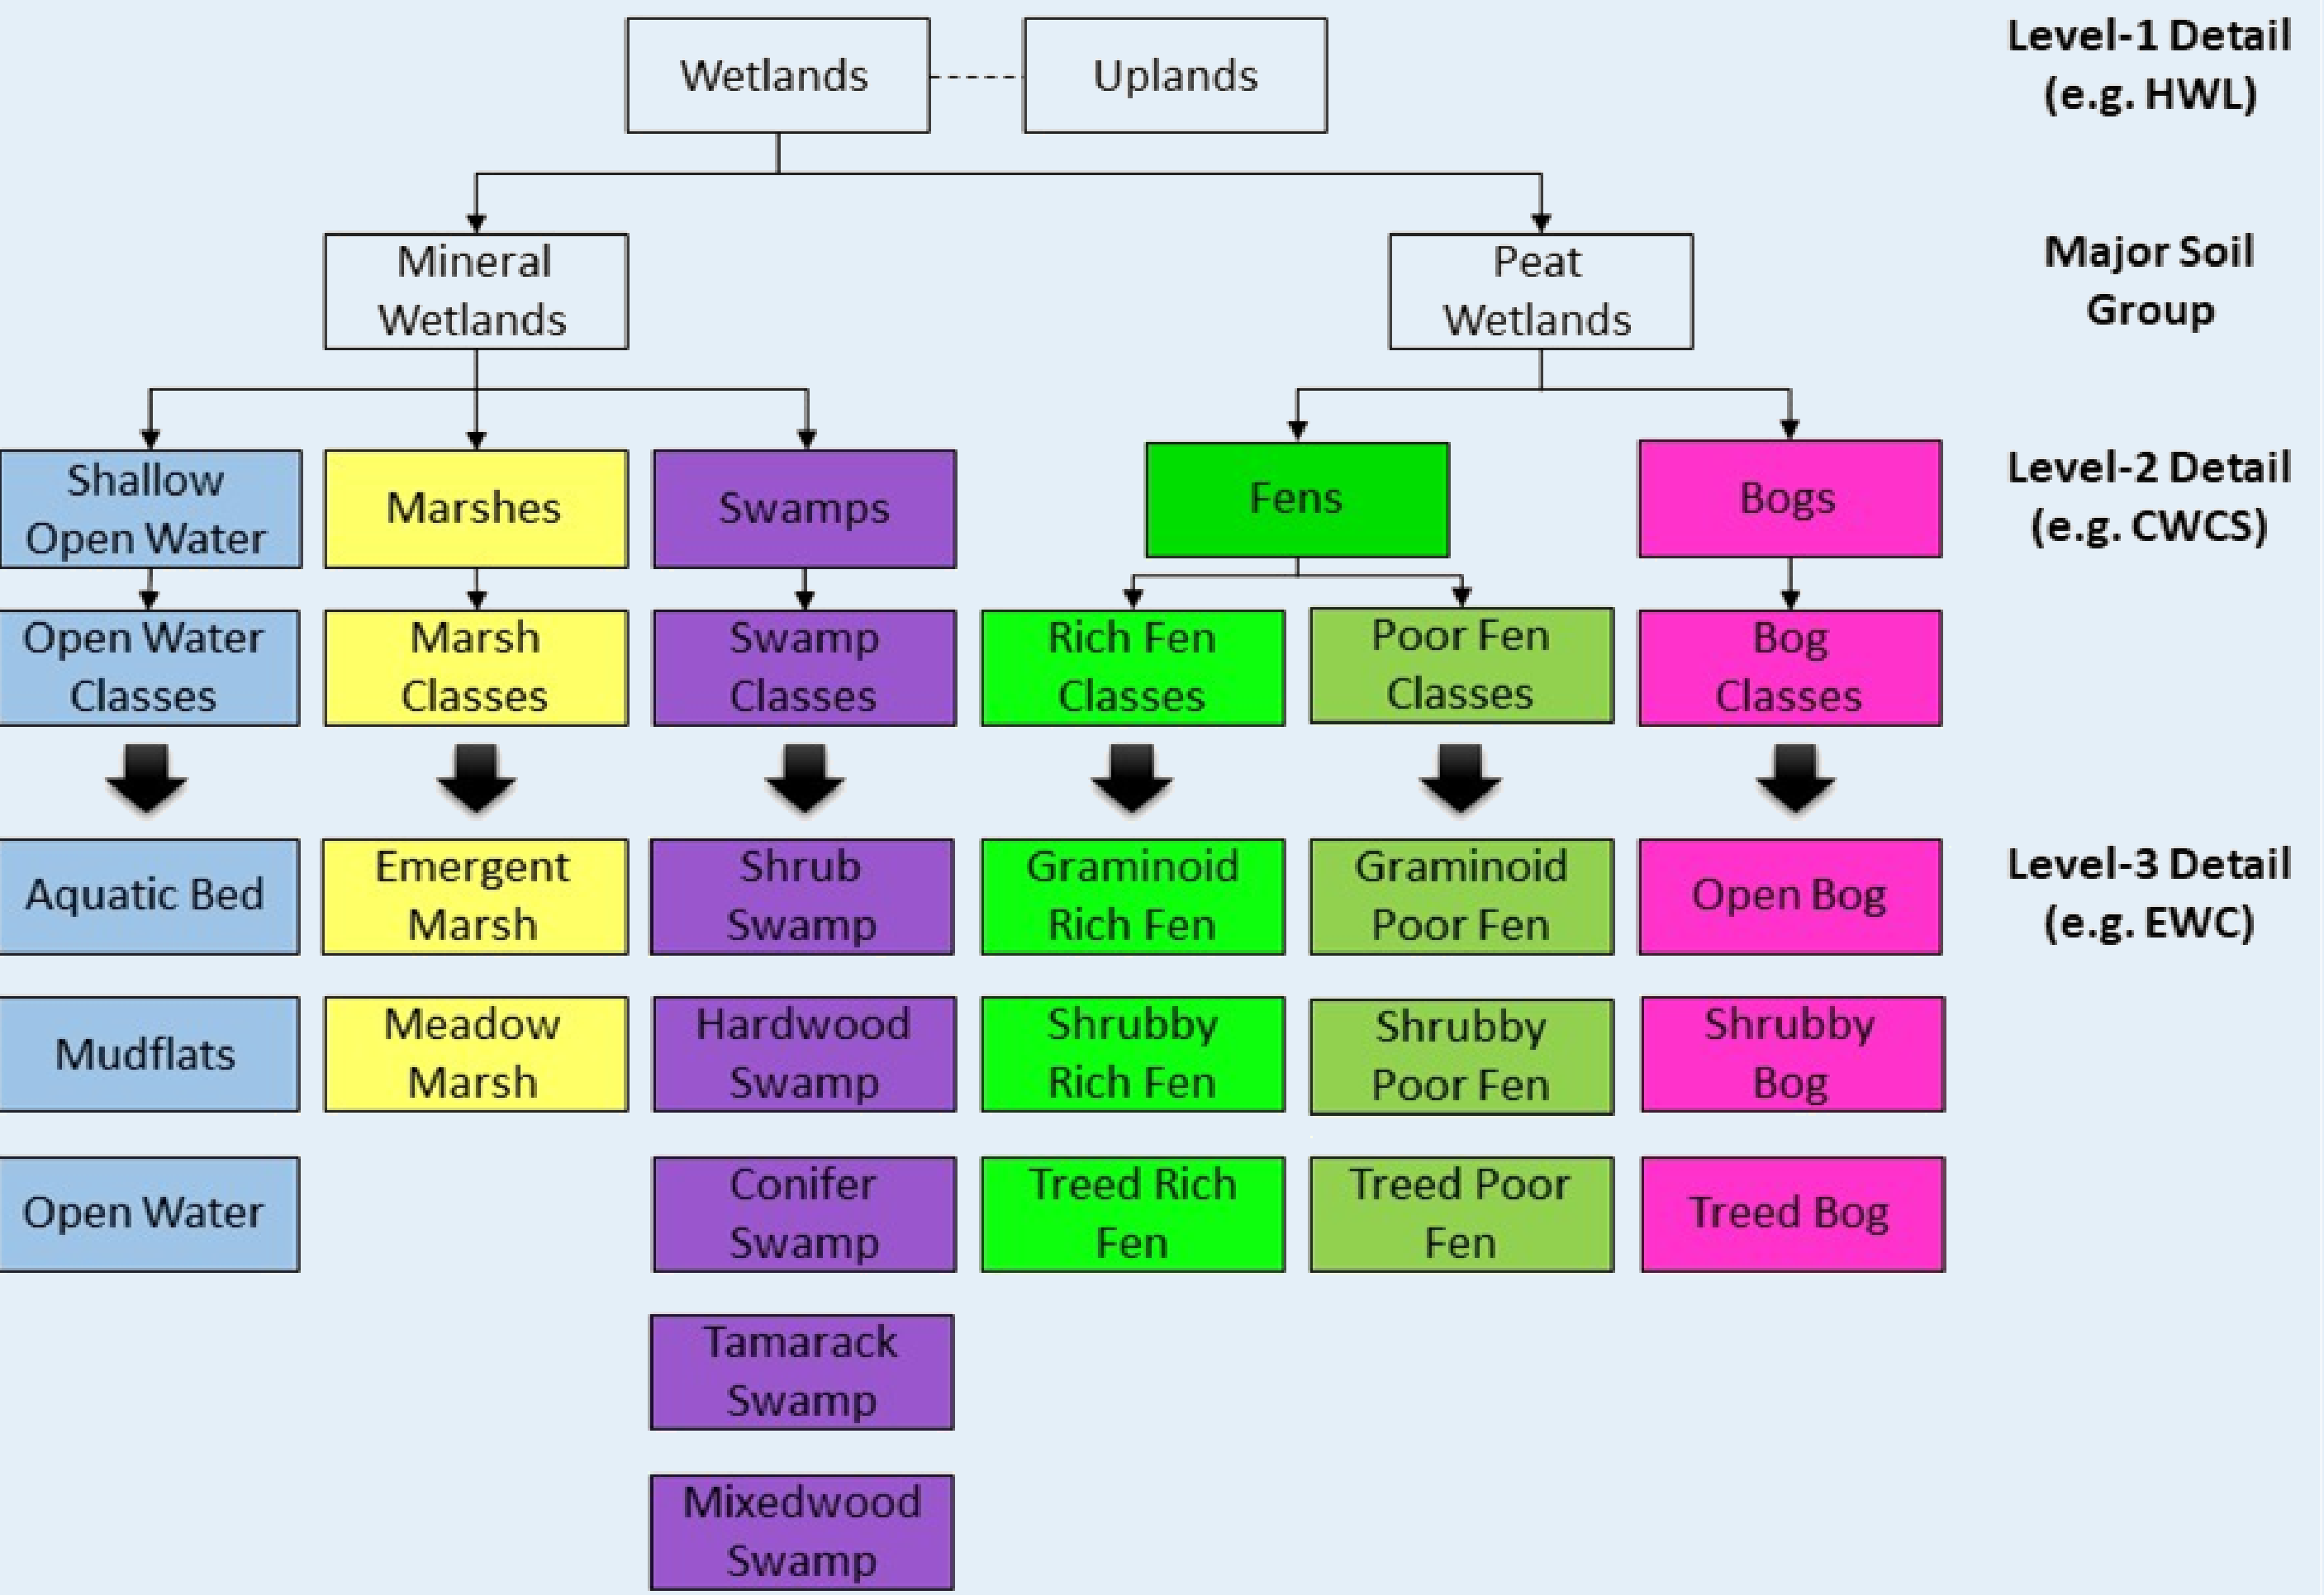 Wetlands
Uplands
Level-1 Detail
(e.g. HWL)
Mineral
Wetlands
Peat
Wetlands
Major Soil
Group
Shallow
Open Water
Marshes
Swamps
Fens
Bogs
Level-2 Detail
(e.g. CWCS)
Open Water
Classes
Marsh
Classes
Swamp
Classes
Rich Fen
Classes
Poor Fen
Classes
Bog
Classes
Aquatic Bed
Emergent
Marsh
Shrub
Swamp
Graminoid
Rich Fen
Graminoid
Poor Fen
Open Bog
Level-3 Detail
(e.g. EWC)
Mudflats
Meadow
Marsh
Hardwood
Swamp
Shrubby
Rich Fen
Shrubby
Poor Fen
Shrubby
Bog
Open Water
Conifer
Swamp
Treed Rich
Fen
Treed Poor
Fen
Treed Bog
Tamarack
Swamp
Mixedwood
Swamp